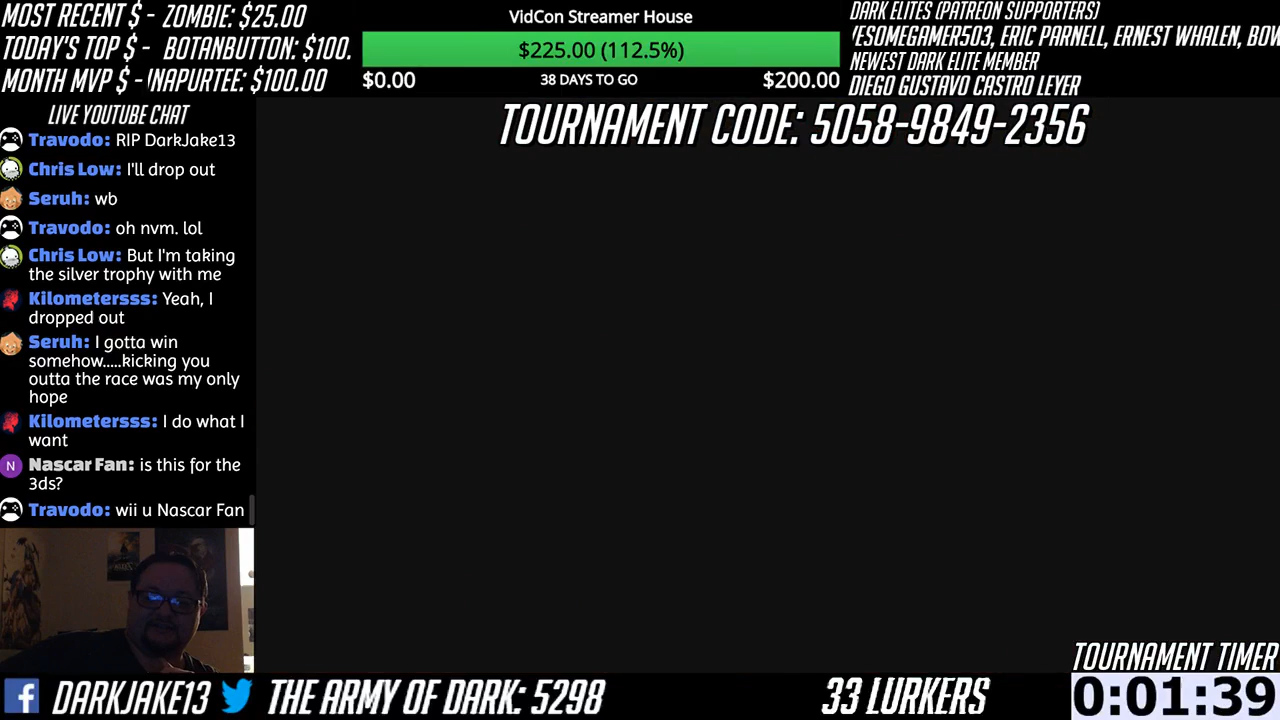 MOST RECENT $ - ZOMBIE: $25.00
TODAY'S TOP $ - BOTANBUTTON: $100.
MONTH MVP $ - NAPURTEE: $100.00
VidCon Streamer House
$225.00 (112.5%)
$0.00 38 DAYS TO GO $200.00
DARK ELITES (PATREON SUPPORTERS)
ESOMEGAMER503, ERIC PARNELL, ERNEST WHALEN, BOW
NEWEST DARK ELITE MEMBER
DIEGO GUSTAVO CASTRO LEYER
LIVE YOUTUBE CHAT
TOURNAMENT CODE: 5058-9849-2356
Travodo: RIP DarkJake13
Chris Low: I'll drop out
Seruh: wb
Travodo: oh nvm. lol
Chris Low: But I'm taking
the silver trophy with me
Kilometersss: Yeah, I
dropped out
Seruh: I gotta win
somehow.....kicking you
outta the race was my only
hope
Kilometersss: I do what I
want
N Nascar Fan: is this for the
3ds?
Travodo: wii u Nascar Fan
TOURNAMENT TIMER
0:01:39
f DARKJAKE13 THE ARMY OF DARK: 5298 33 LURKERS